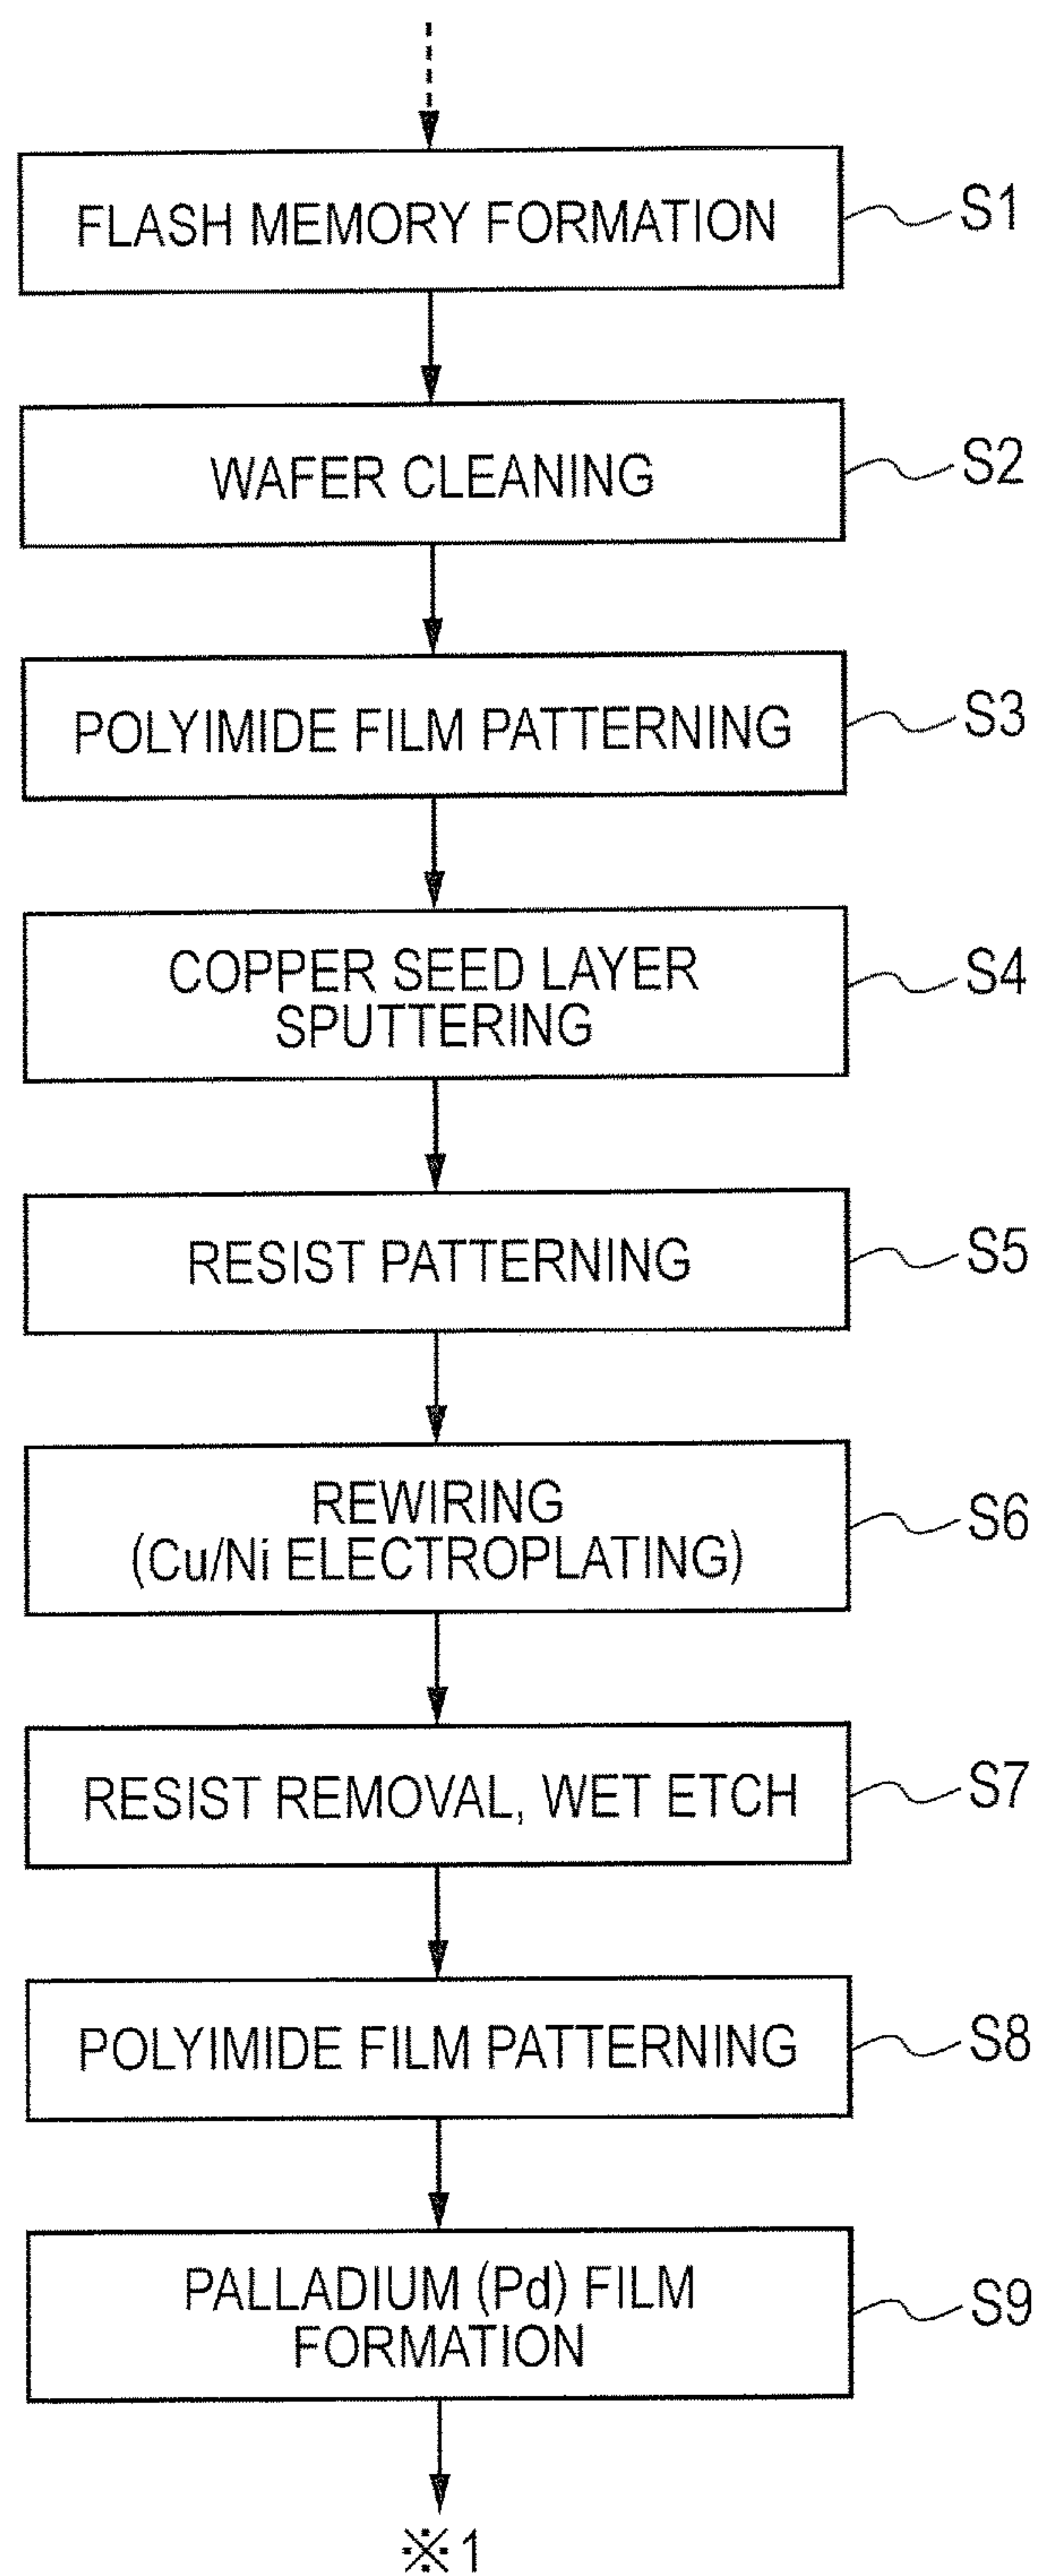 FLASH MEMORY FORMATION
S1
WAFER CLEANING
S2
POLYIMIDE FILM PATTERNING
S3
COPPER SEED LAYER
SPUTTERING
S4
RESIST PATTERNING
S5
REWIRING
(Cu/Ni ELECTROPLATING)
S6
RESIST REMOVAL, WET ETCH
S7
POLYIMIDE FILM PATTERNING
S8
PALLADIUM (Pd) FILM
FORMATION
S9
※1